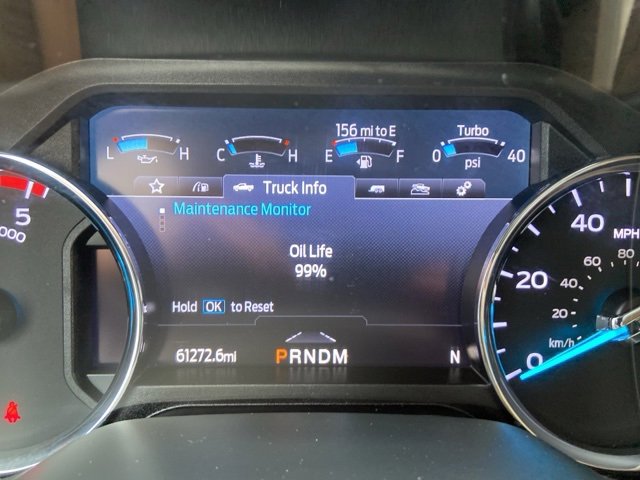 156 mi to E
Turbo
L H C H E F 0 40
psi
Truck Info
Maintenance Monitor
Oil Life
99%
Hold OK to Reset
61272.6mi PRNDM N
5
000
MPH
40
20
0
80
60
40
20
km/h